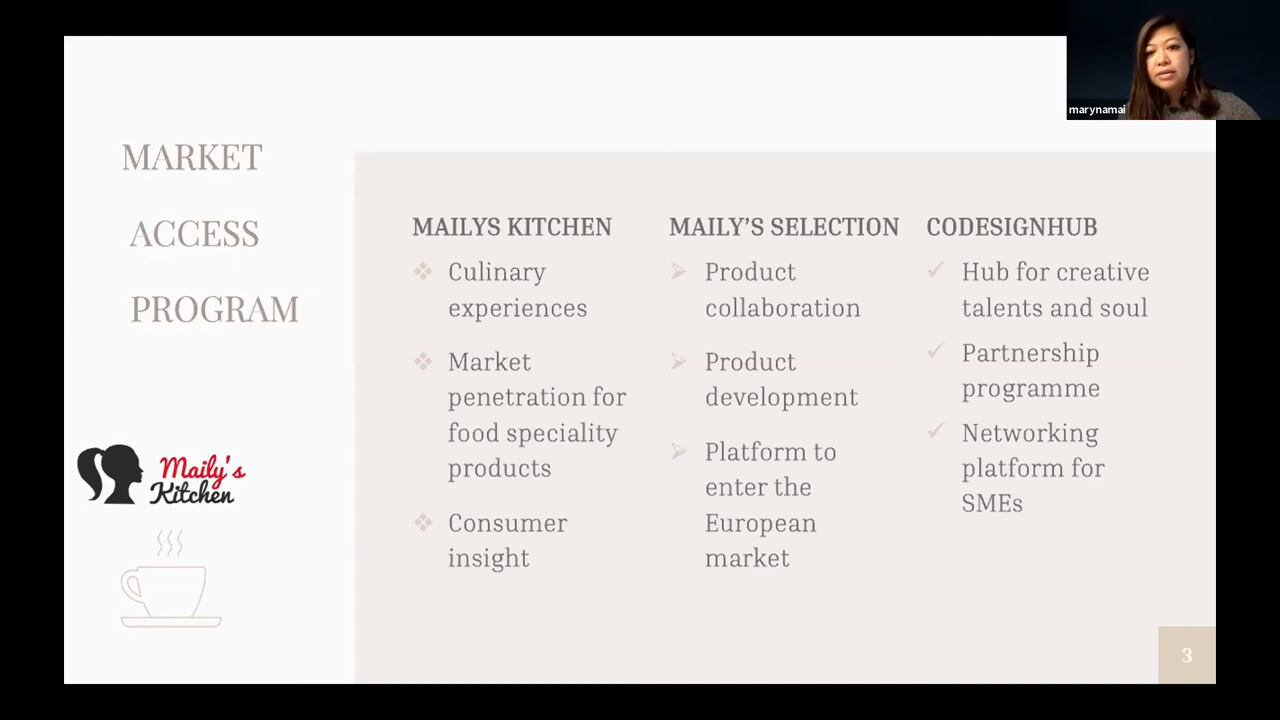 marynamai
MARKET
ACCESS
PROGRAM
Maily's
Kitchen
MAILYS KITCHEN
Culinary
experiences
Market
penetration for
food speciality
products
Consumer
insight
MAILY’S SELECTION
Product
collaboration
Product
development
Platform to
enter the
European
market
CODESIGNHUB
Hub for creative
talents and soul
Partnership
programme
Networking
platform for
SMEs
3